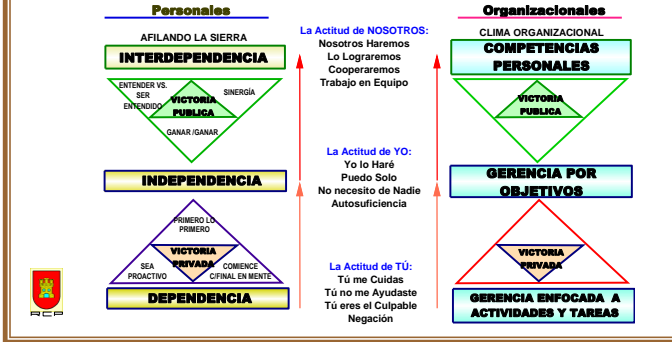 Personales
AFILANDO LA SIERRA
INTERDEPENDENCIA
ENTENDER VS.
SER
ENTENDIDO
SINERGÍA
VICTORIA
PUBLICA
GANAR /GANAR
INDEPENDENCIA
PRIMERO LO
PRIMERO
VICTORIA
PRIVADA
SEA
PROACTIVO
COMIENCE
C/FINAL EN MENTE
DEPENDENCIA
La Actitud de NOSOTROS:
Nosotros Haremos
Lo Lograremos
Cooperaremos
Trabajo en Equipo
La Actitud de YO:
Yo lo Haré
Puedo Solo
No necesito de Nadie
Autosuficiencia
La Actitud de TÚ:
Tú me Cuidas
Tú no me Ayudaste
Tú eres el Culpable
Negación
Organizacionales
CLIMA ORGANIZACIONAL
COMPETENCIAS
PERSONALES
VICTORIA
PUBLICA
GERENCIA POR
OBJETIVOS
VICTORIA
PRIVADA
GERENCIA ENFOCADA A
ACTIVIDADES Y TAREAS
RCP